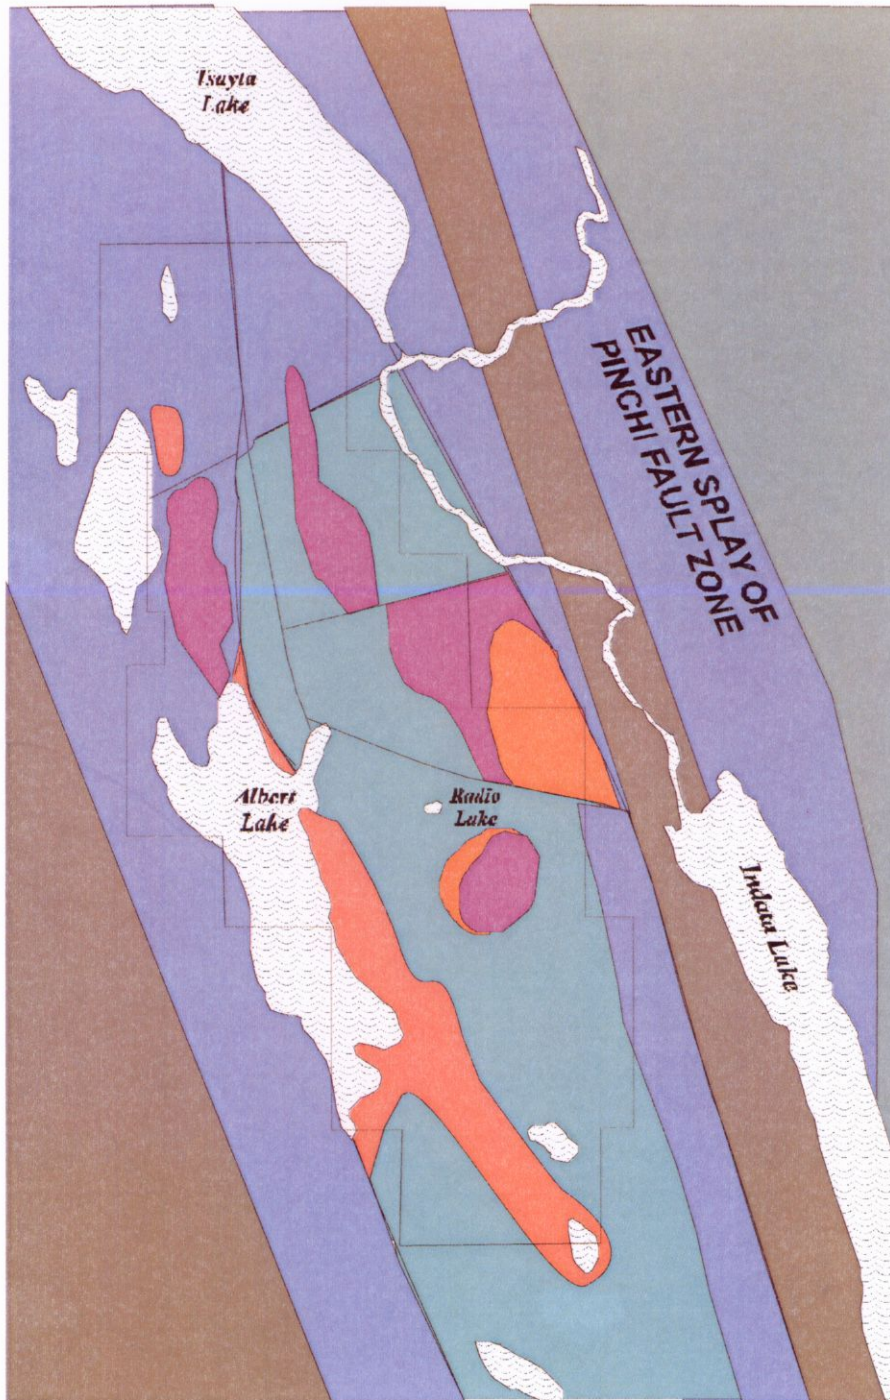 Tsayta
Lake
EASTERN SPLAY OF
PINCHI FAULT ZONE
Albert
Lake
Radio
Lake
Indata Lake